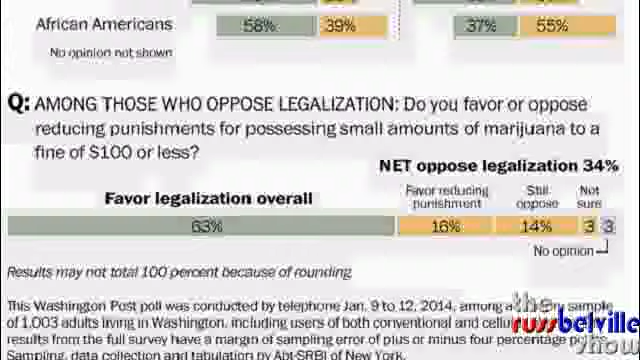 African Americans 58% 39% 37% 55%
No opinion not shown
Q: AMONG THOSE WHO OPPOSE LEGALIZATION: Do you favor or oppose
reducing punishments for possessing small amounts of marijuana to a
fine of $100 or less?
NET oppose legalization 34%
Favor legalization overall
Favor reducing punishment
Still oppose
Not sure
63% 16% 14% 3 3
No opinion
Results may not total 100 percent because of rounding
This Washington Post poll was conducted by telephone Jan. 9 to 12, 2014, among a sample
of 1,003 adults living in Washington, including users of both conventional and
results from the full survey have a margin of sampling error of plus or minus four percentage
Sampling, data collection and tabulation by Abt-SRBI of New York.
the
russbelville
show